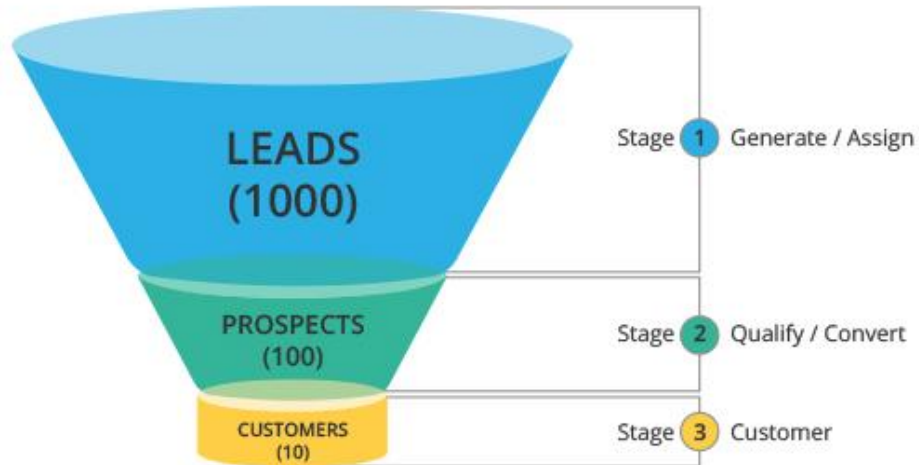 LEADS
(1000)
Stage 1 Generate / Assign
PROSPECTS
(100)
Stage 2 Qualify / Convert
CUSTOMERS
(10)
Stage 3 Customer